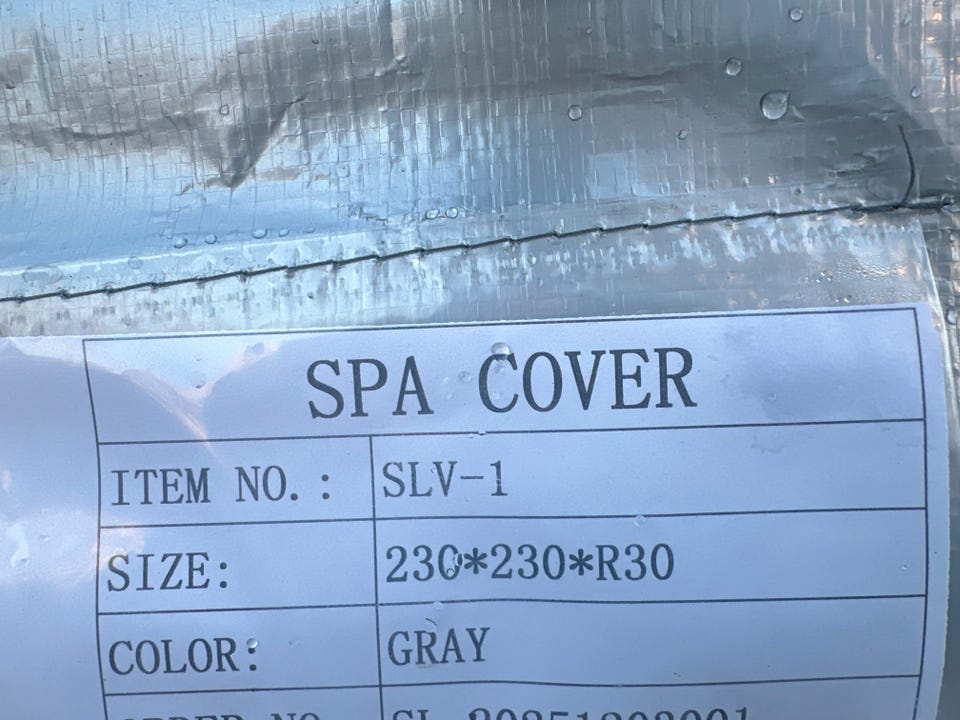 SPA COVER
ITEM NO.: SLV-1
SIZE: 230*230*R30
COLOR: GRAY